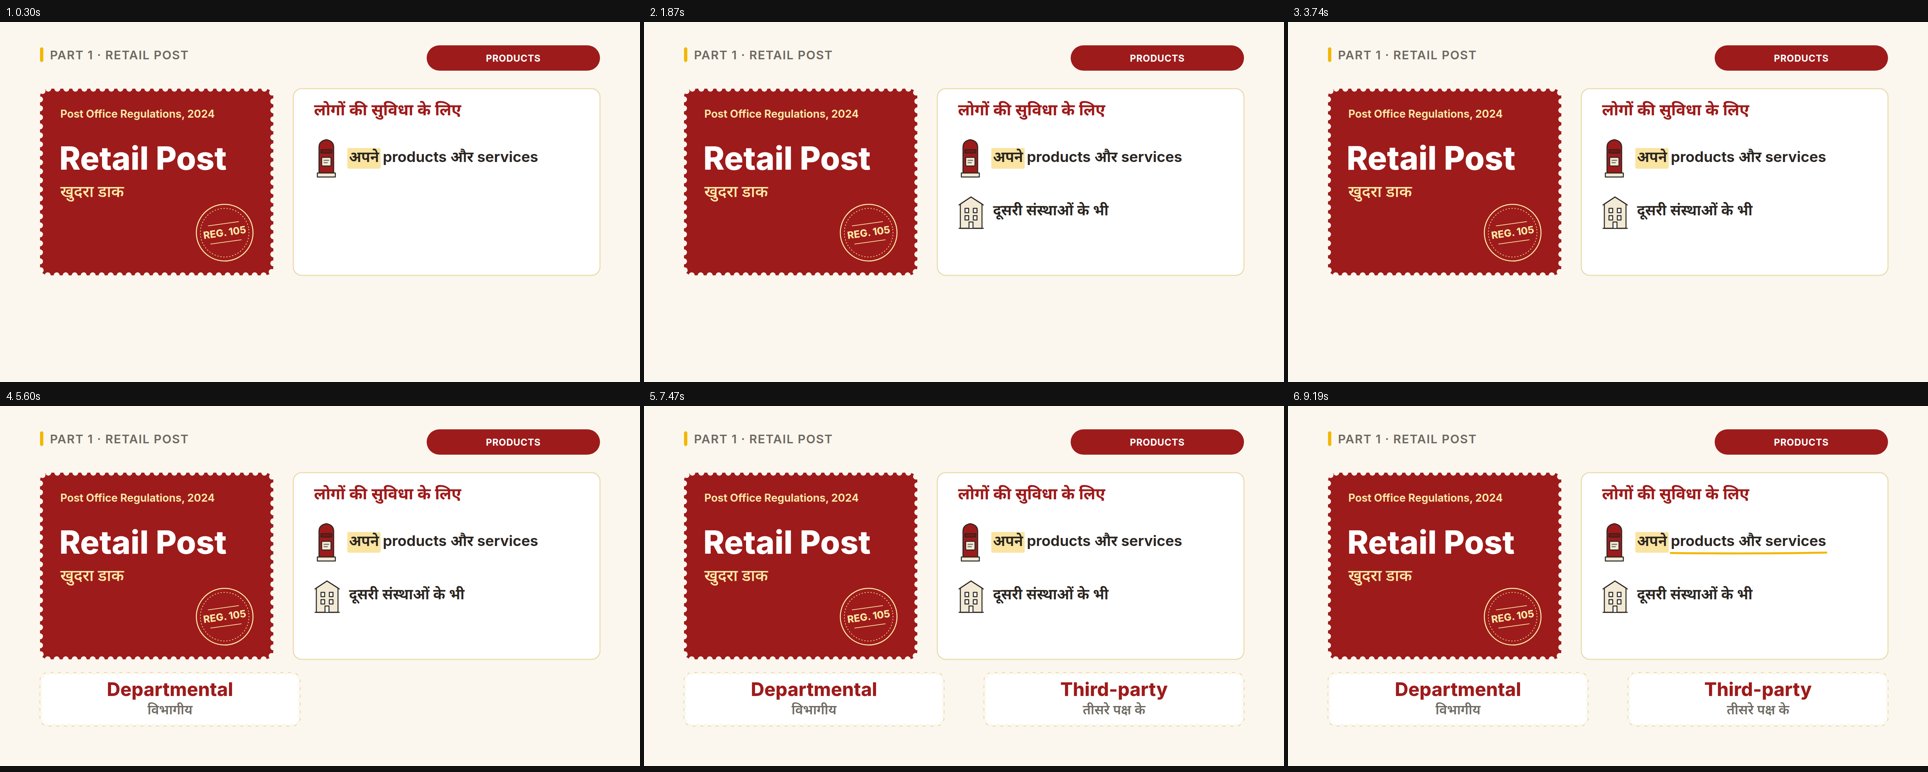 1. 0.30s
PART 1 · RETAIL POST
PRODUCTS
Post Office Regulations, 2024
Retail Post
खुदरा डाक
REG. 105
लोगों की सुविधा के लिए
अपने products और services
2. 1.87s
PART 1 · RETAIL POST
PRODUCTS
Post Office Regulations, 2024
Retail Post
खुदरा डाक
REG. 105
लोगों की सुविधा के लिए
अपने products और services
दूसरी संस्थाओं के भी
3. 3.74s
PART 1 · RETAIL POST
PRODUCTS
Post Office Regulations, 2024
Retail Post
खुदरा डाक
REG. 105
लोगों की सुविधा के लिए
अपने products और services
दूसरी संस्थाओं के भी
4. 5.60s
PART 1 · RETAIL POST
PRODUCTS
Post Office Regulations, 2024
Retail Post
खुदरा डाक
REG. 105
लोगों की सुविधा के लिए
अपने products और services
दूसरी संस्थाओं के भी
Departmental
विभागीय
5. 7.47s
PART 1 · RETAIL POST
PRODUCTS
Post Office Regulations, 2024
Retail Post
खुदरा डाक
REG. 105
लोगों की सुविधा के लिए
अपने products और services
दूसरी संस्थाओं के भी
Departmental
विभागीय
Third-party
तीसरे पक्ष के
6. 9.19s
PART 1 · RETAIL POST
PRODUCTS
Post Office Regulations, 2024
Retail Post
खुदरा डाक
REG. 105
लोगों की सुविधा के लिए
अपने products और services
दूसरी संस्थाओं के भी
Departmental
विभागीय
Third-party
तीसरे पक्ष के